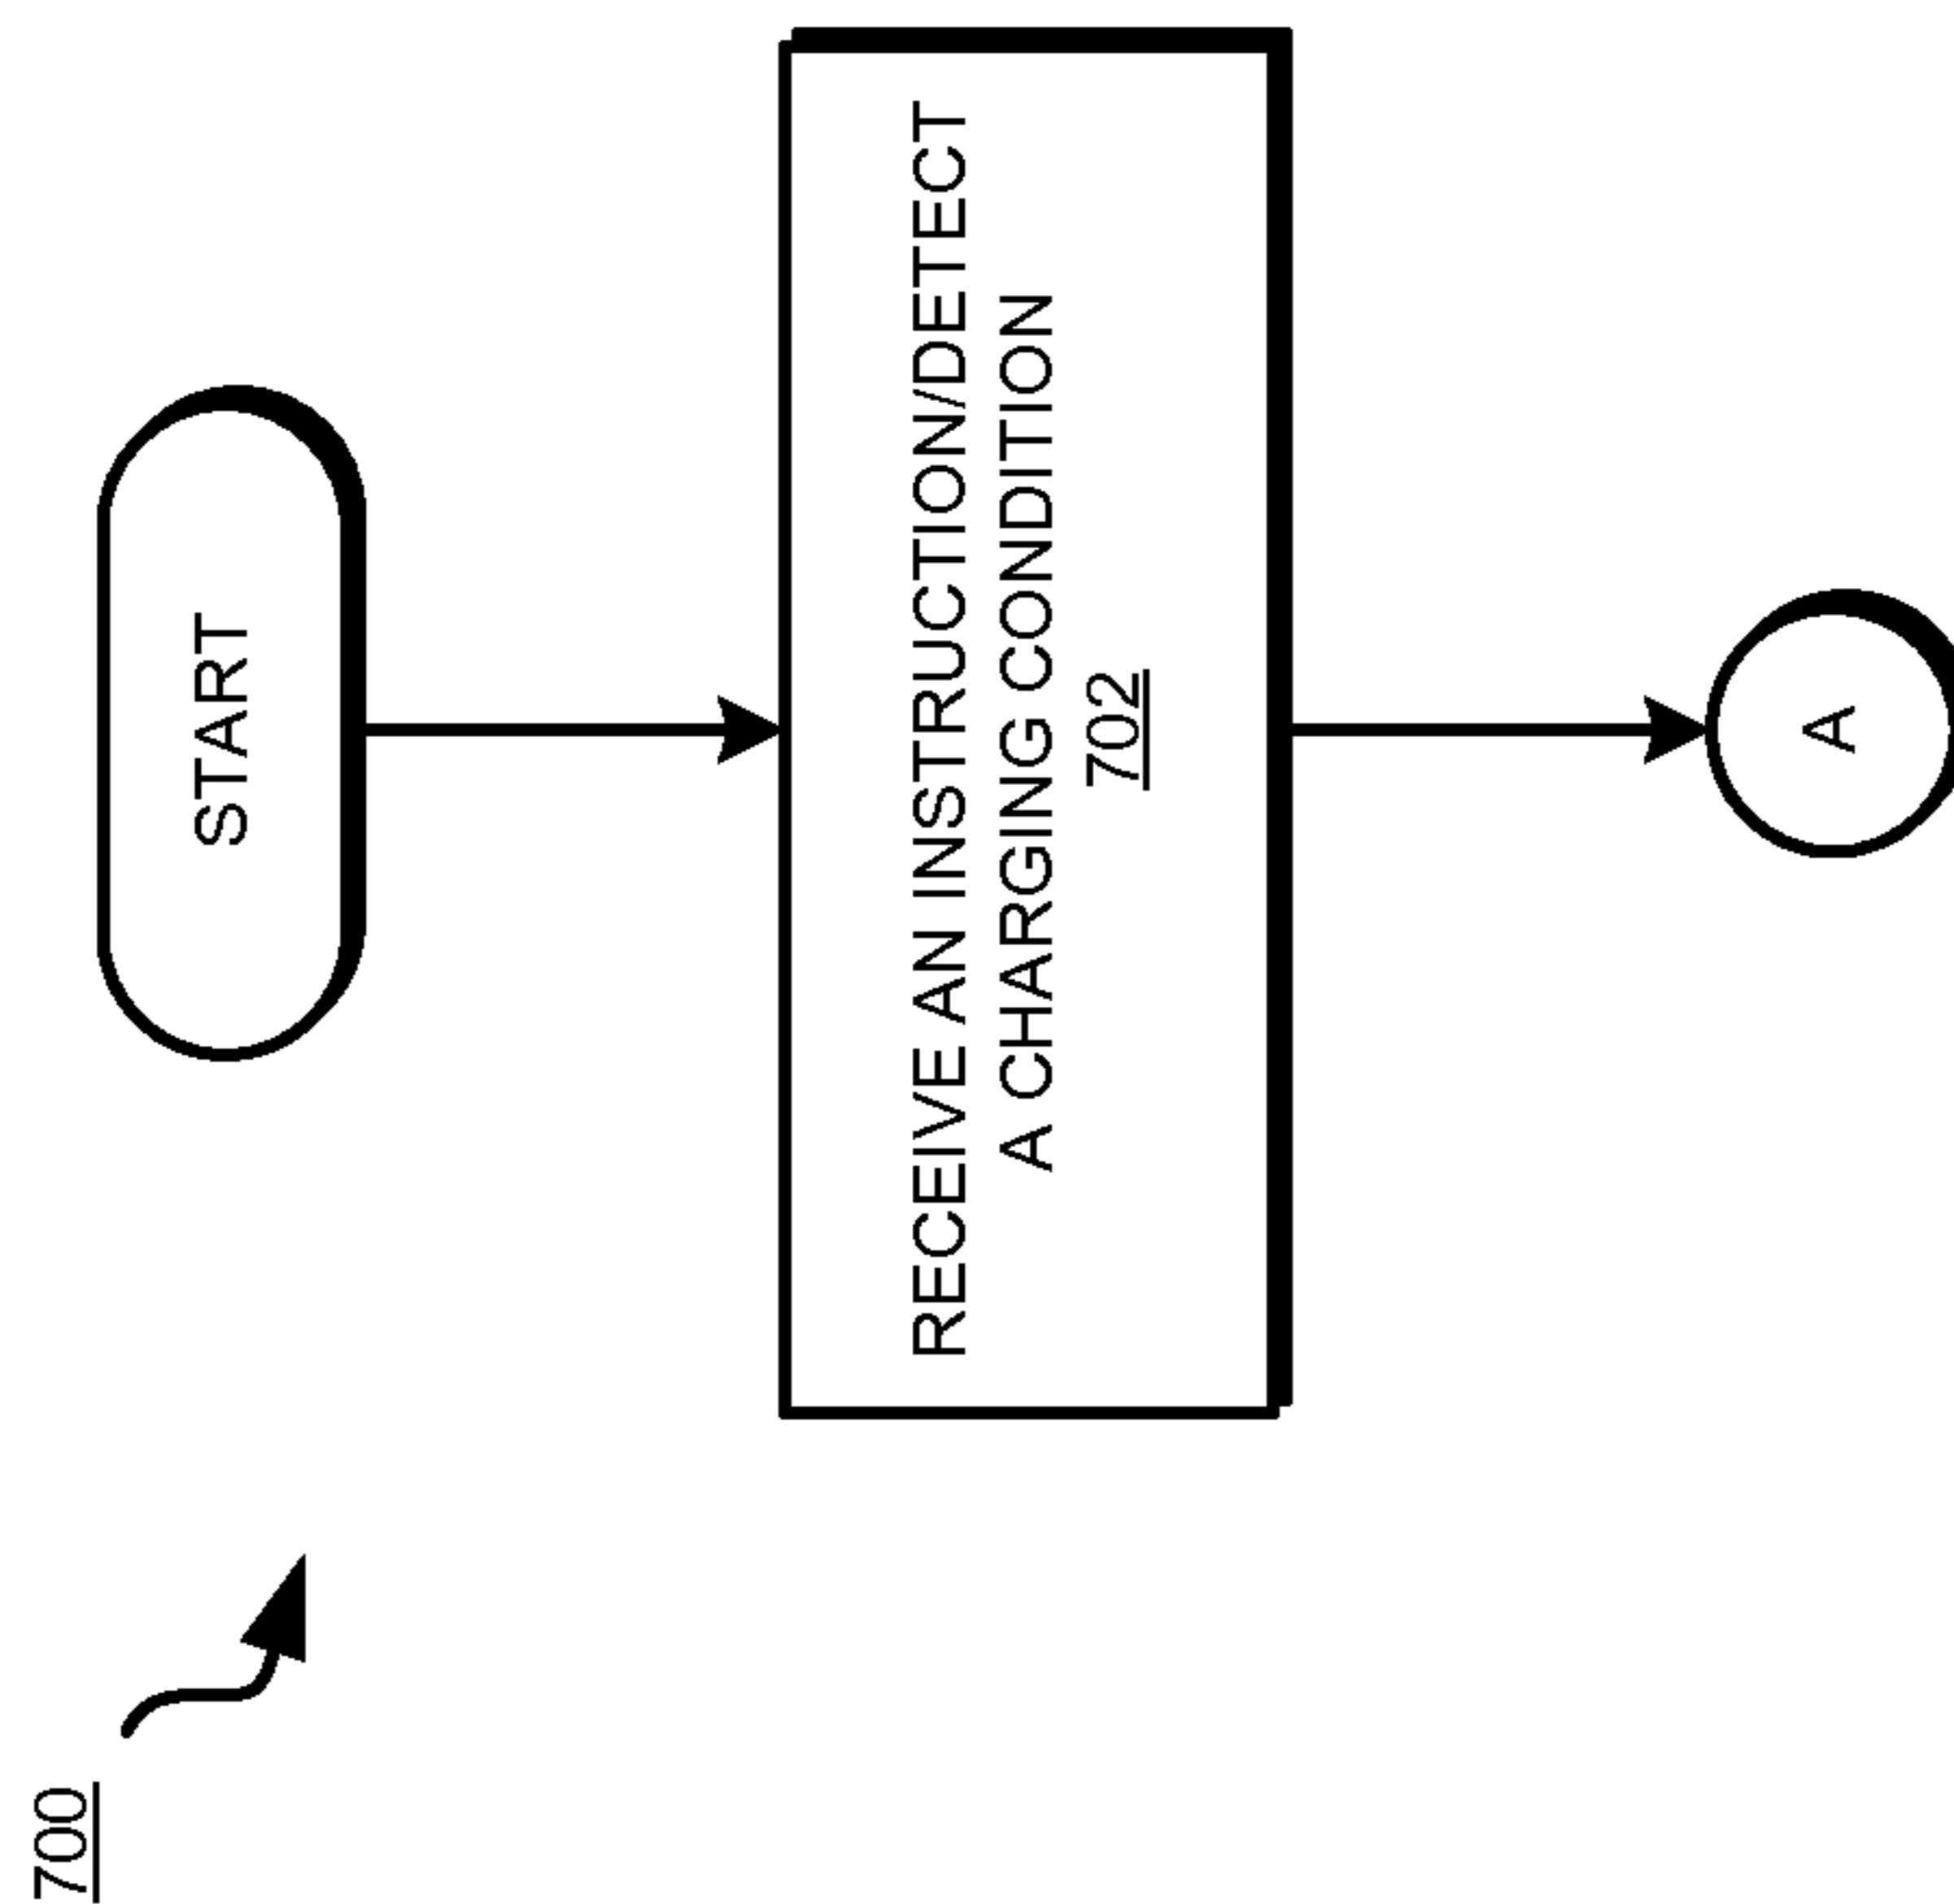 700
START
RECEIVE AN INSTRUCTION/DETECT
A CHARGING CONDITION
702
A